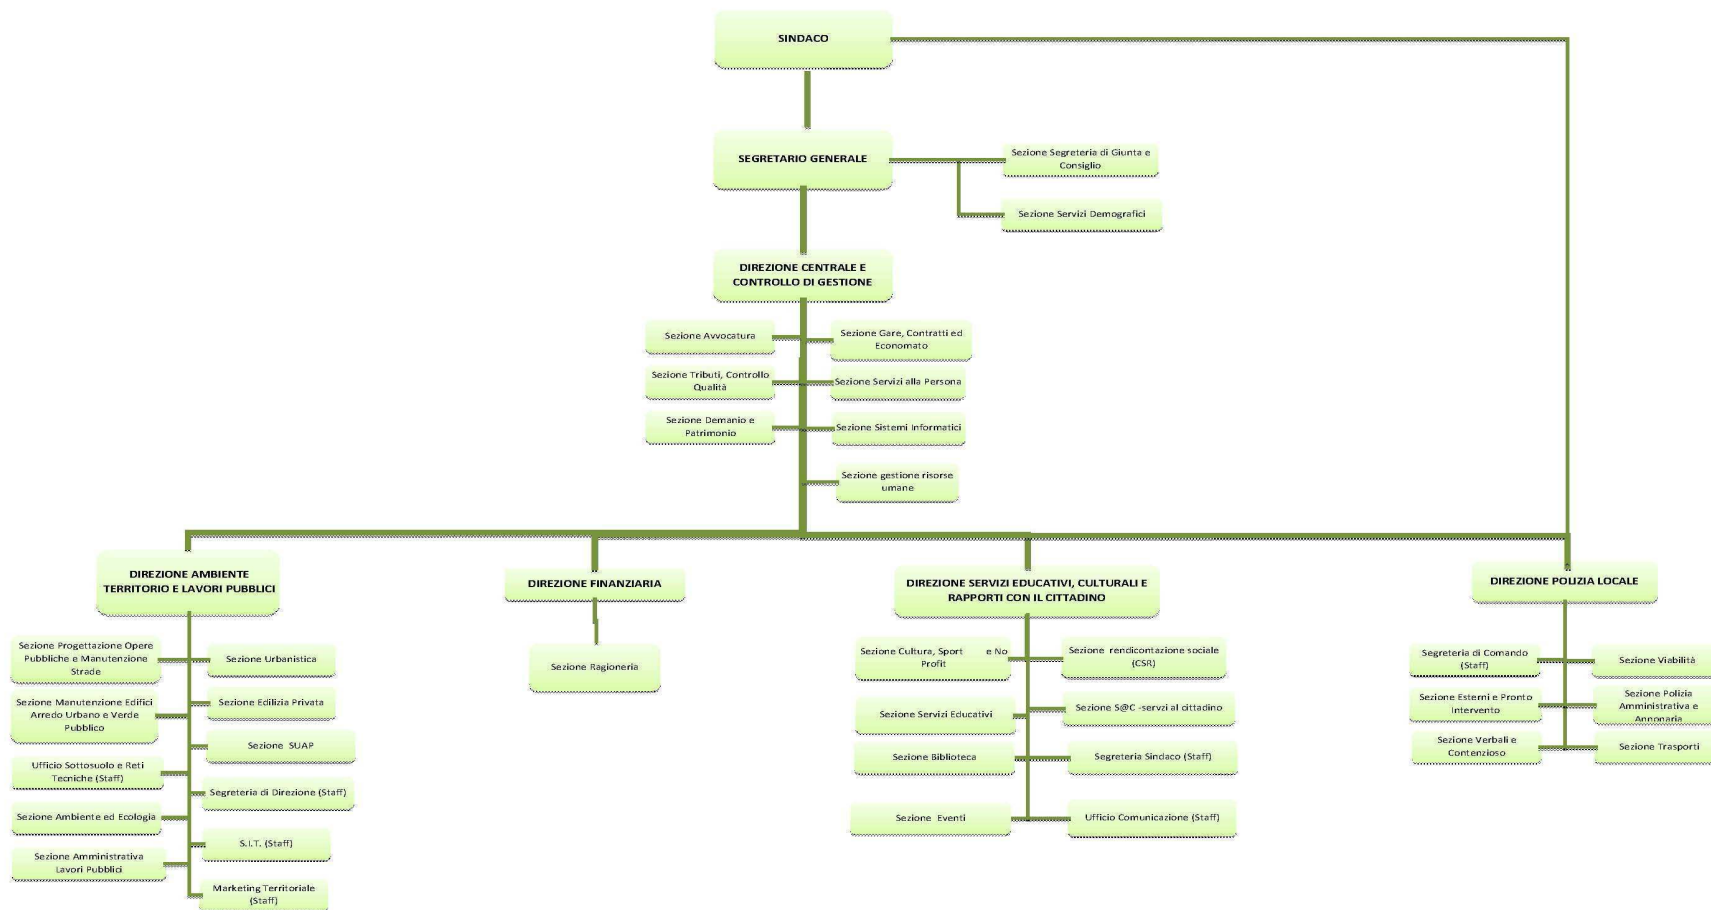 SINDACO
SEGRETARIO GENERALE
Sezione Segreteria di Giunta e
Consiglio
Sezione Servizi Demografici
DIREZIONE CENTRALE E
CONTROLLO DI GESTIONE
Sezione Avvocatura
Sezione Gare, Contratti ed
Economato
Sezione Tributi, Controllo
Qualità
Sezione Servizi alla Persona
Sezione Demanio e
Patrimonio
Sezione Sistemi Informatici
Sezione gestione risorse
umane
DIREZIONE AMBIENTE
TERRITORIO E LAVORI PUBBLICI
Sezione Progettazione Opere
Pubbliche e Manutenzione
Strade
Sezione Urbanistica
Sezione Manutenzione Edifici
Arredo Urbano e Verde
Pubblico
Sezione Edilizia Privata
Sezione SUAP
Ufficio Sottosuolo e Reti
Tecniche (Staff)
Segreteria di Direzione (Staff)
Sezione Ambiente ed Ecologia
S.I.T. (Staff)
Sezione Amministrativa
Lavori Pubblici
Marketing Territoriale
(Staff)
DIREZIONE FINANZIARIA
Sezione Ragioneria
DIREZIONE SERVIZI EDUCATIVI, CULTURALI E
RAPPORTI CON IL CITTADINO
Sezione Cultura, Sport e No
Profit
Sezione rendicontazione sociale
(CSR)
Sezione Servizi Educativi
Sezione S@C -servzi al cittadino
Sezione Biblioteca
Segreteria Sindaco (Staff)
Sezione Eventi
Ufficio Comunicazione (Staff)
DIREZIONE POLIZIA LOCALE
Segreteria di Comando
(Staff)
Sezione Viabilità
Sezione Esterni e Pronto
Intervento
Sezione Polizia
Amministrativa e
Annonaria
Sezione Verbali e
Contenzioso
Sezione Trasporti